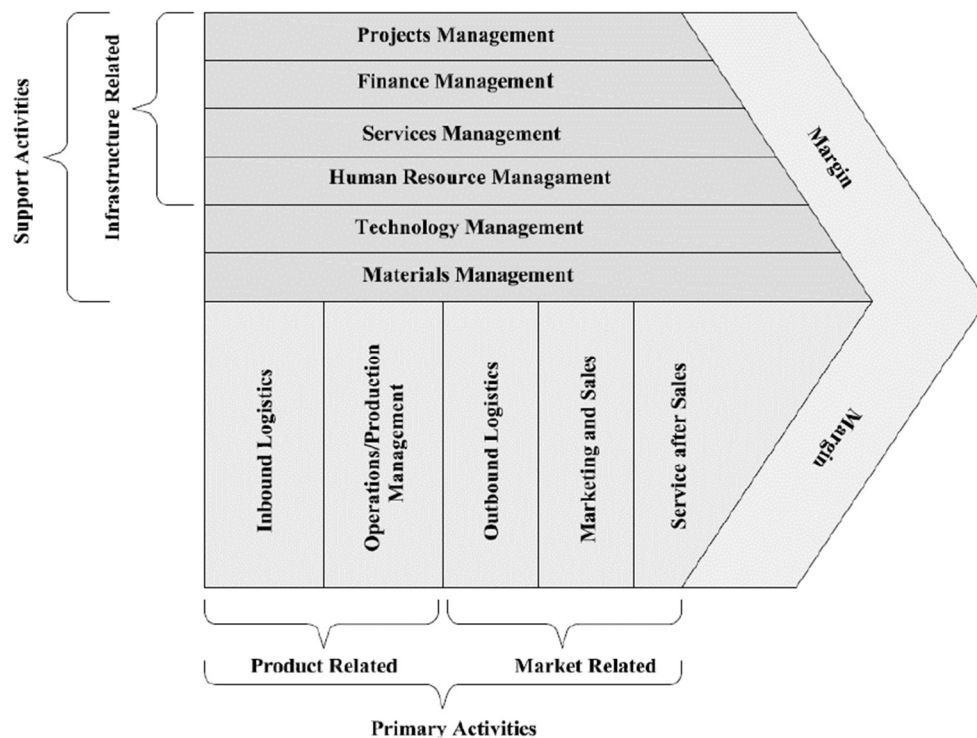 Support Activities
Infrastructure Related
Projects Management
Finance Management
Services Management
Human Resource Managament
Technology Management
Materials Management
Margin
Inbound Logistics
Operations/Production
Management
Outbound Logistics
Marketing and Sales
Service after Sales
Margin
Product Related
Market Related
Primary Activities